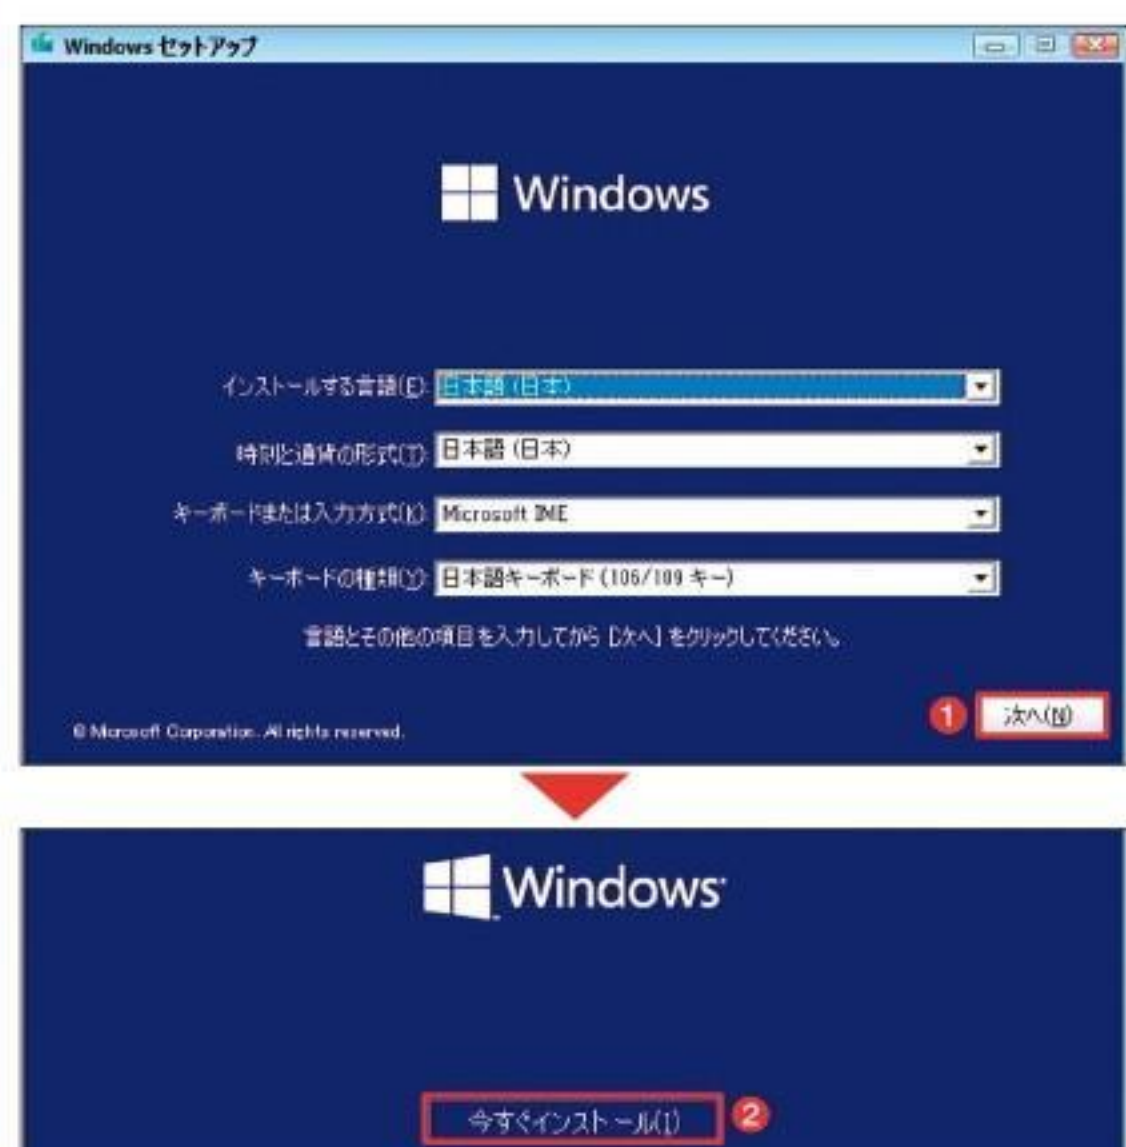 Windows セットアップ
Windows
インストールする言語(E): 日本語 (日本)
時刻と通貨の形式(T): 日本語 (日本)
キーボードまたは入力方式(K): Microsoft IME
キーボードの種類(Y): 日本語キーボード (106/109 キー)
言語とその他の項目を入力してから [次へ] をクリックしてください。
1 次へ(N)
© Microsoft Corporation. All rights reserved.
Windows
今すぐインストール(I) 2